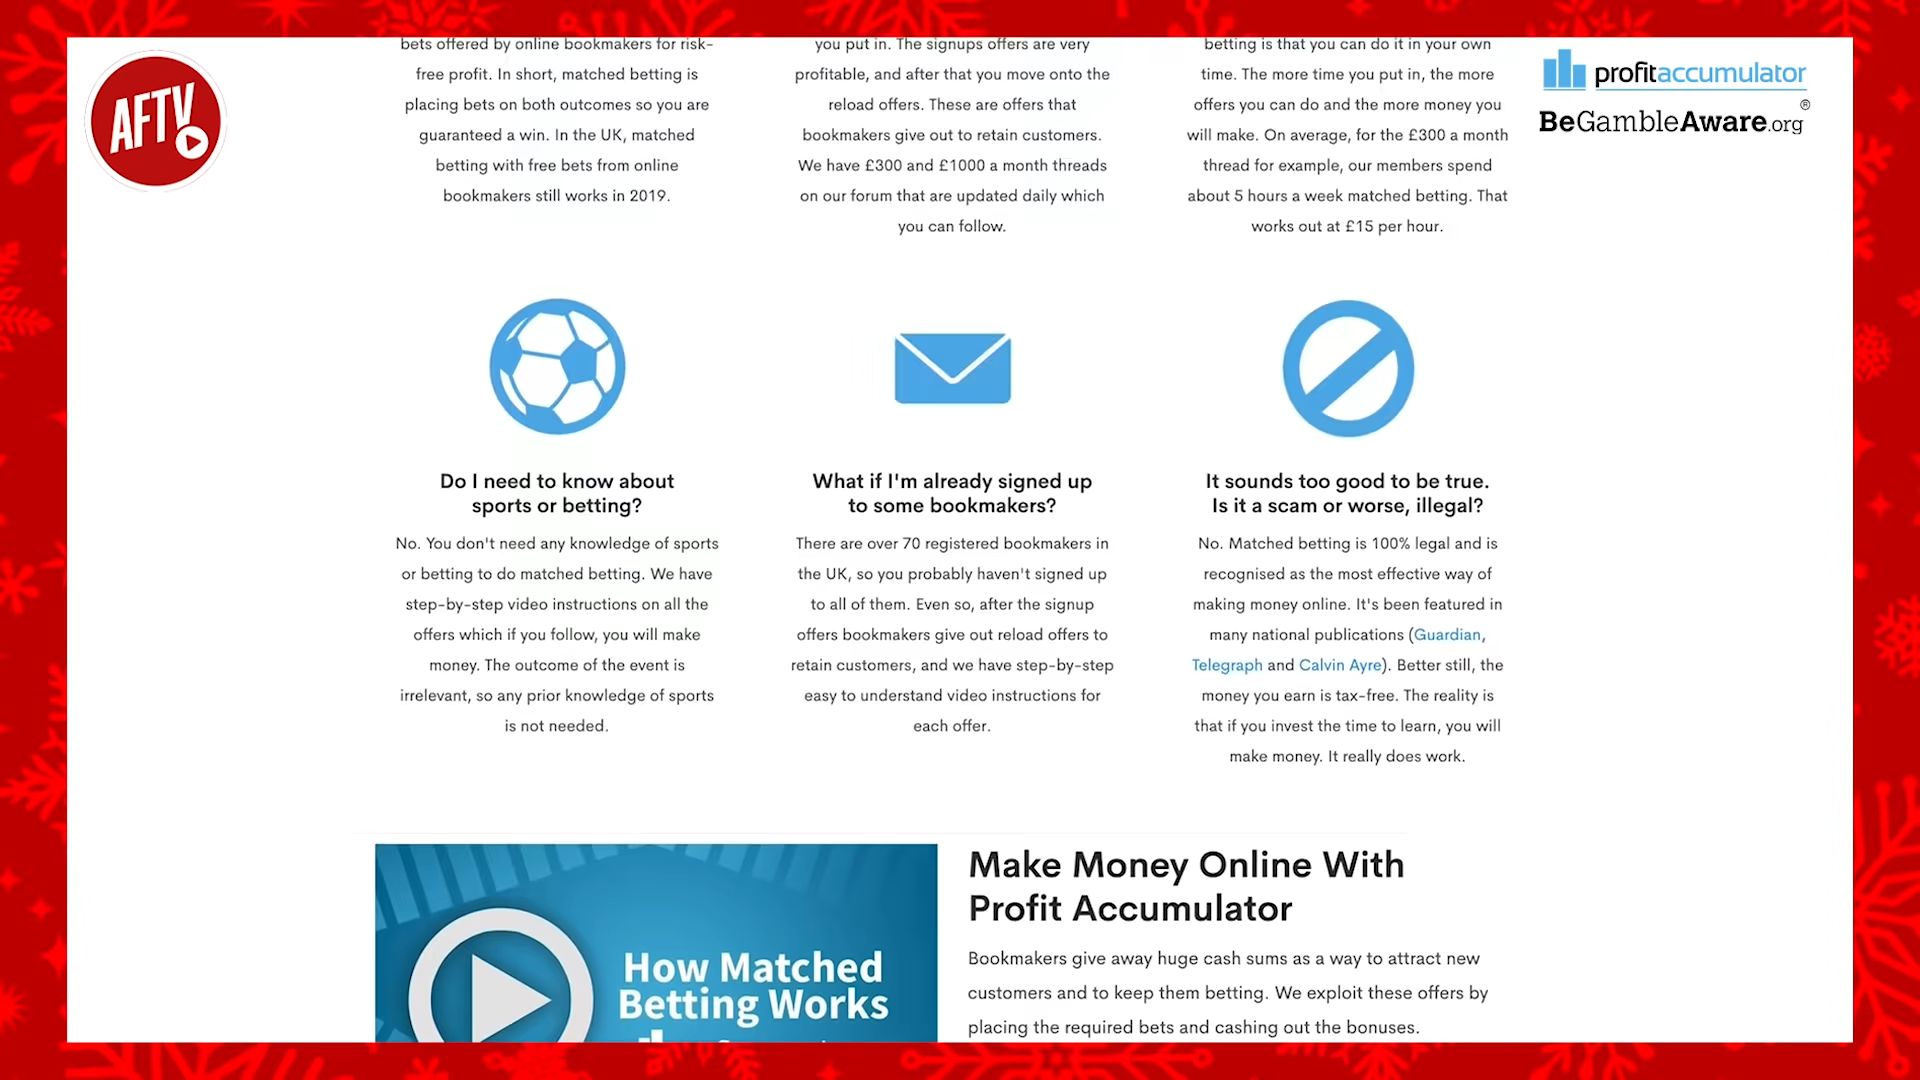 AFTV
profitaccumulator
BeGambleAware.org®
bets offered by online bookmakers for risk-
free profit. In short, matched betting is
placing bets on both outcomes so you are
guaranteed a win. In the UK, matched
betting with free bets from online
bookmakers still works in 2019.
you put in. The signups offers are very
profitable, and after that you move onto the
reload offers. These are offers that
bookmakers give out to retain customers.
We have £300 and £1000 a month threads
on our forum that are updated daily which
you can follow.
betting is that you can do it in your own
time. The more time you put in, the more
offers you can do and the more money you
will make. On average, for the £300 a month
thread for example, our members spend
about 5 hours a week matched betting. That
works out at £15 per hour.
Do I need to know about
sports or betting?
No. You don't need any knowledge of sports
or betting to do matched betting. We have
step-by-step video instructions on all the
offers which if you follow, you will make
money. The outcome of the event is
irrelevant, so any prior knowledge of sports
is not needed.
What if I'm already signed up
to some bookmakers?
There are over 70 registered bookmakers in
the UK, so you probably haven't signed up
to all of them. Even so, after the signup
offers bookmakers give out reload offers to
retain customers, and we have step-by-step
easy to understand video instructions for
each offer.
It sounds too good to be true.
Is it a scam or worse, illegal?
No. Matched betting is 100% legal and is
recognised as the most effective way of
making money online. It's been featured in
many national publications (Guardian,
Telegraph and Calvin Ayre). Better still, the
money you earn is tax-free. The reality is
that if you invest the time to learn, you will
make money. It really does work.
How Matched
Betting Works
Make Money Online With
Profit Accumulator
Bookmakers give away huge cash sums as a way to attract new
customers and to keep them betting. We exploit these offers by
placing the required bets and cashing out the bonuses.